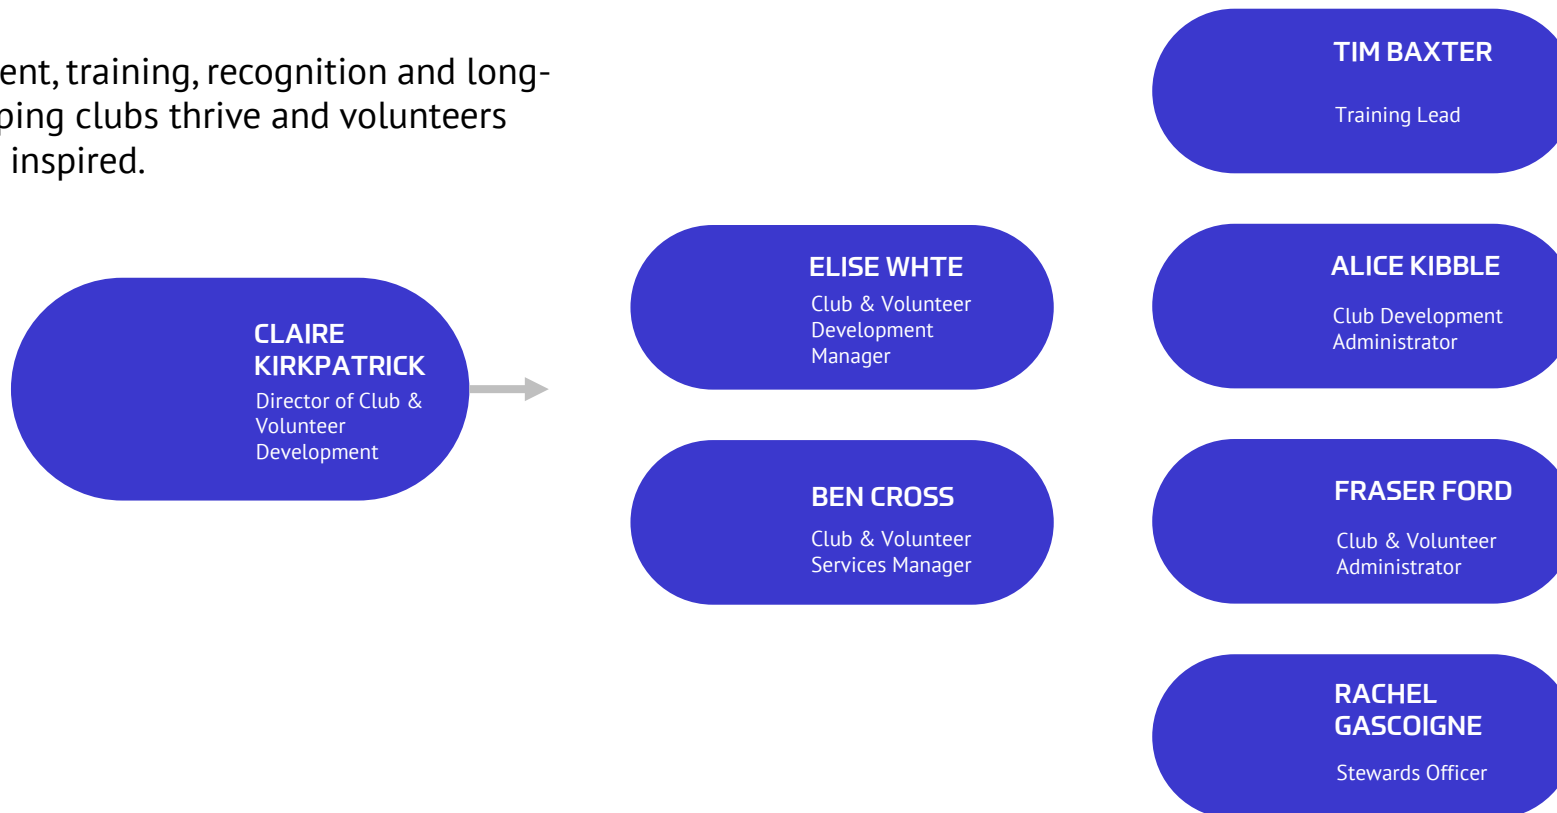 ent, training, recognition and long-
ping clubs thrive and volunteers
inspired.
CLAIRE
KIRKPATRICK
Director of Club &
Volunteer
Development
ELISE WHTE
Club & Volunteer
Development
Manager
BEN CROSS
Club & Volunteer
Services Manager
TIM BAXTER
Training Lead
ALICE KIBBLE
Club Development
Administrator
FRASER FORD
Club & Volunteer
Administrator
RACHEL
GASCOIGNE
Stewards Officer